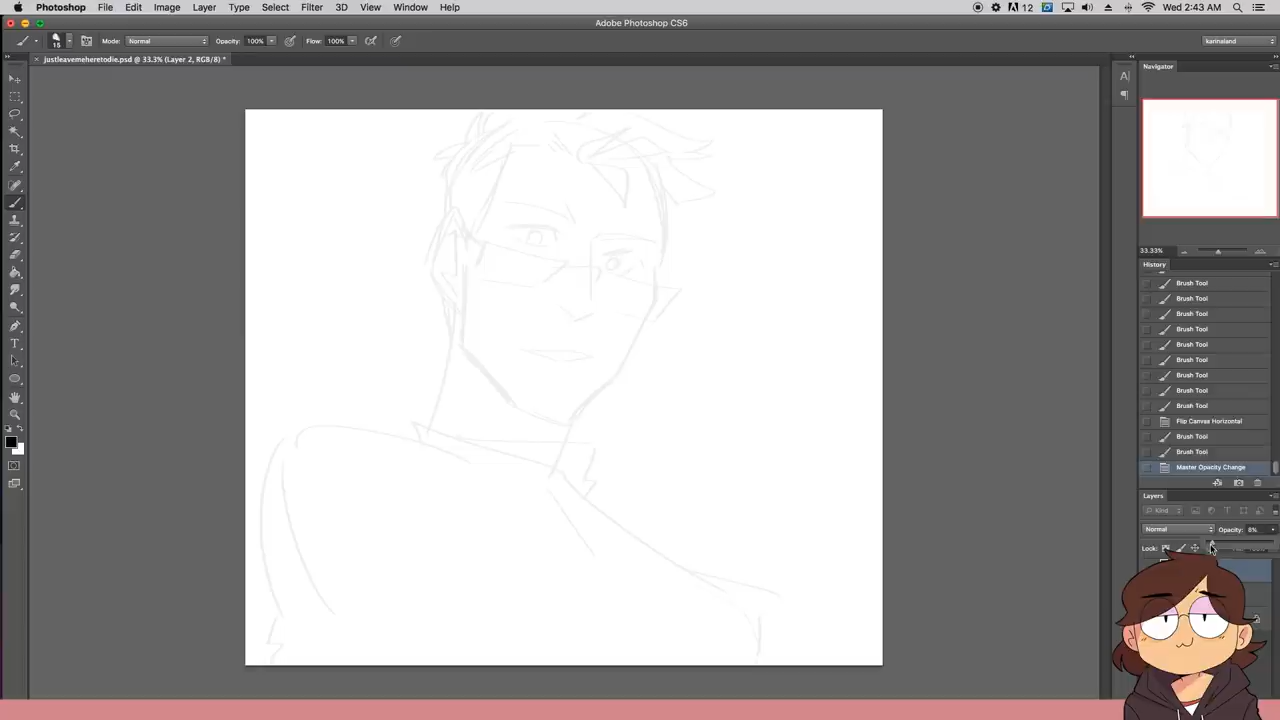 Photoshop File Edit Image Layer Type Select Filter 3D View Window Help 12 Wed 2:43 AM
Adobe Photoshop CS6
15 Mode: Normal Opacity: 100% Flow: 100% karinaland
justleavemeheretodie.psd @ 33.3% (Layer 2, RGB/8) *
Navigator
33.33%
History
Brush Tool
Brush Tool
Brush Tool
Brush Tool
Brush Tool
Brush Tool
Brush Tool
Brush Tool
Brush Tool
Flip Canvas Horizontal
Brush Tool
Brush Tool
Master Opacity Change
Layers
Kind
Normal Opacity: 8%
Lock: